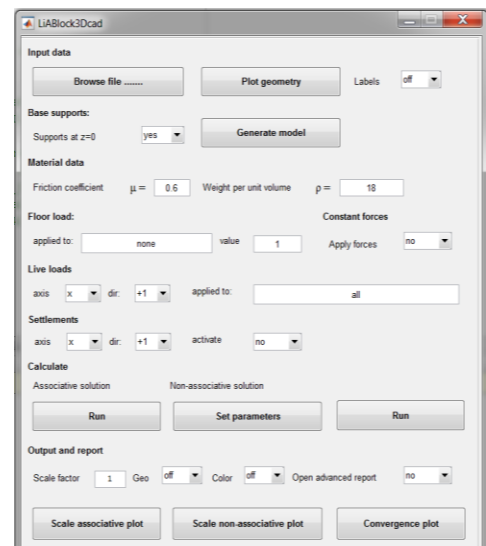 LiABlock3Dcad
Input data
Browse file ....... Plot geometry Labels off
Base supports:
Supports at z=0 yes Generate model
Material data
Friction coefficient μ = 0.6 Weight per unit volume ρ = 18
Floor load: Constant forces
applied to: none value 1 Apply forces no
Live loads
axis x dir: +1 applied to: all
Settlements
axis x dir: +1 activate no
Calculate
Associative solution Non-associative solution
Run Set parameters Run
Output and report
Scale factor 1 Geo off Color off Open advanced report no
Scale associative plot Scale non-associative plot Convergence plot